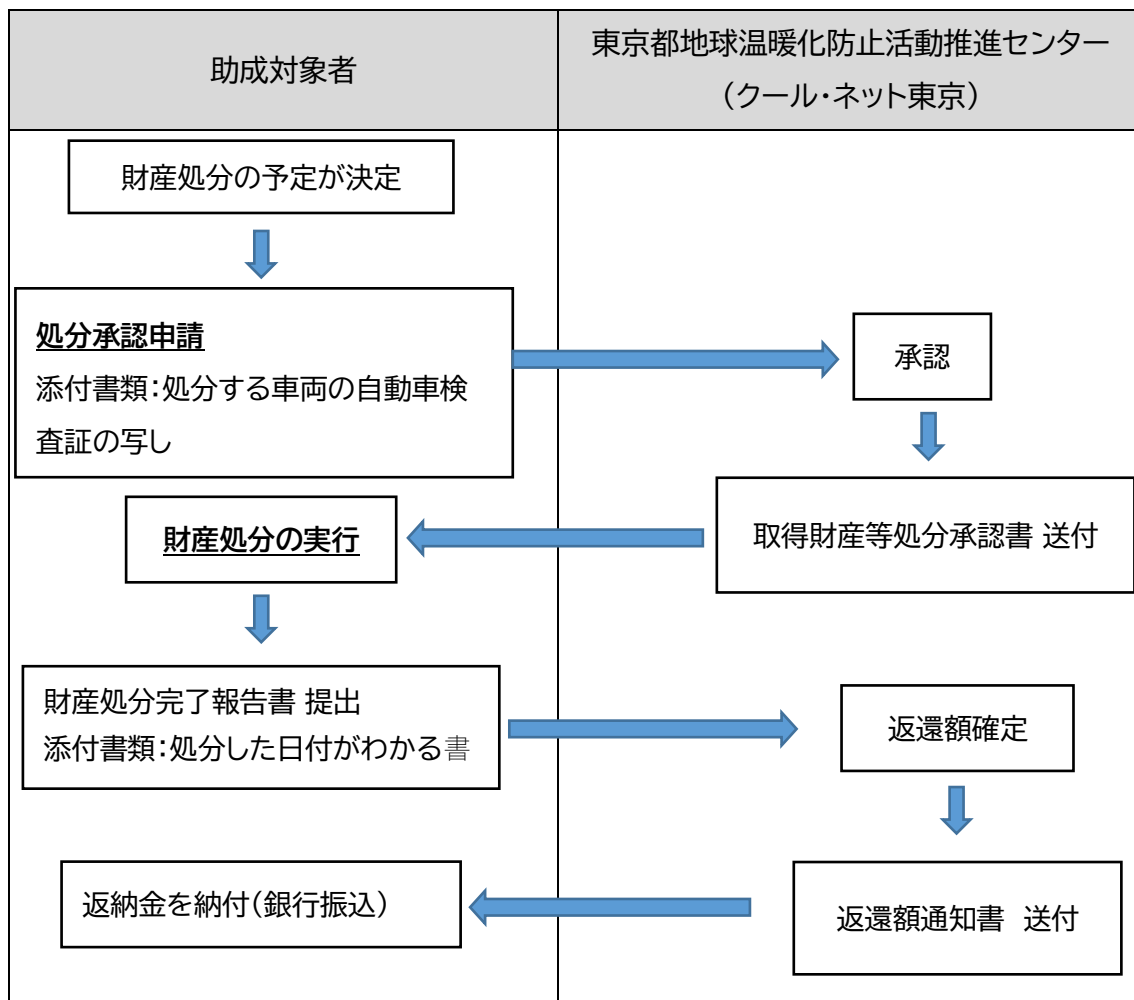 助成対象者
東京都地球温暖化防止活動推進センター
（クール・ネット東京）
財産処分の予定が決定
処分承認申請
添付書類：処分する車両の自動車検
査証の写し
承認
取得財産等処分承認書 送付
財産処分の実行
財産処分完了報告書 提出
添付書類：処分した日付がわかる書
返還額確定
返還額通知書　送付
返納金を納付（銀行振込）